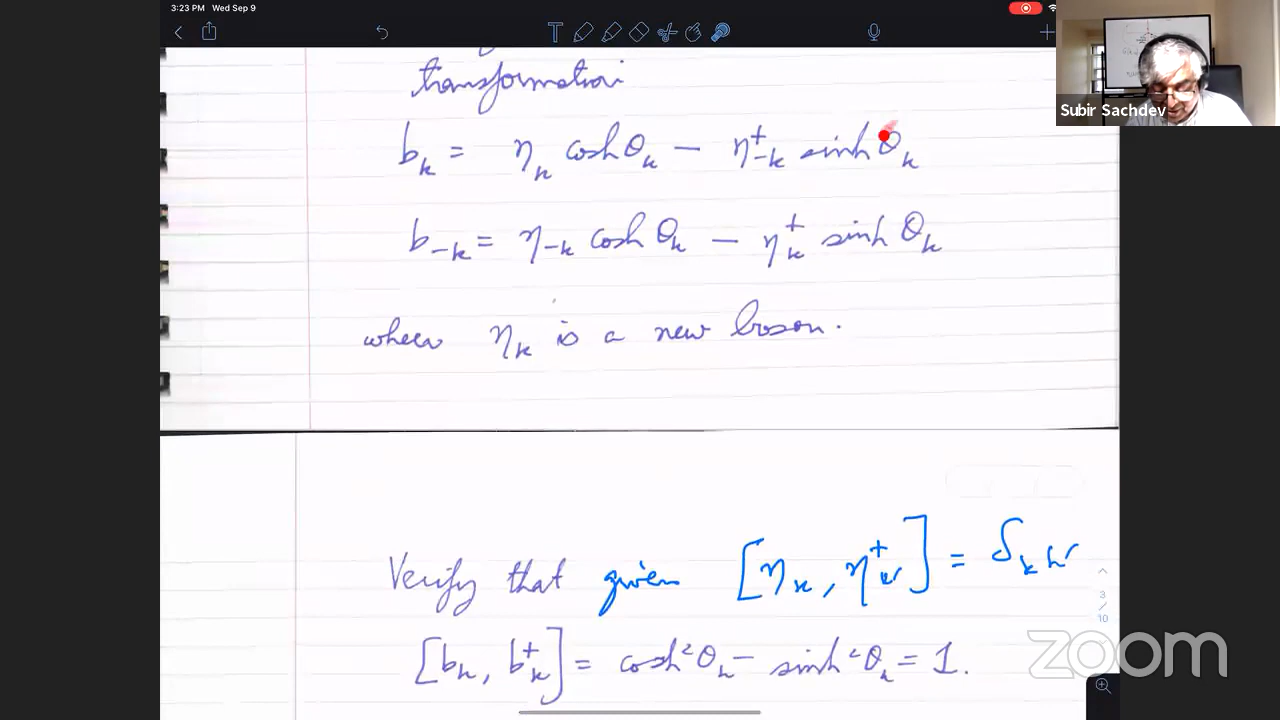 3:23 PM Wed Sep 9
Subir Sachdev
transformation
b_k = η_k cosh θ_k − η^+_{-k} sinh θ_k
b_{-k} = η_{-k} cosh θ_k − η^+_k sinh θ_k
where η_k is a new boson.
Verify that given [η_k, η^+_{k'}] = δ_{kk'}
[b_k, b^+_k] = cosh²θ_k − sinh²θ_k = 1.
3
/
10
zoom